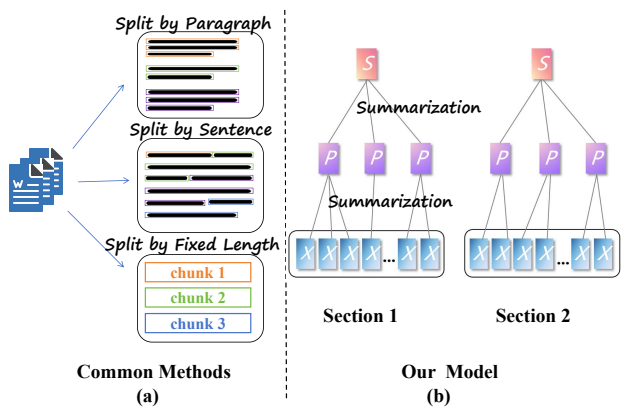 Split by Paragraph
W
Split by Sentence
Split by Fixed Length
chunk 1
chunk 2
chunk 3
Common Methods
(a)
S
Summarization
P P P
Summarization
X X X X ... X X
Section 1
S
P P P
X X X X ... X X
Section 2
Our Model
(b)